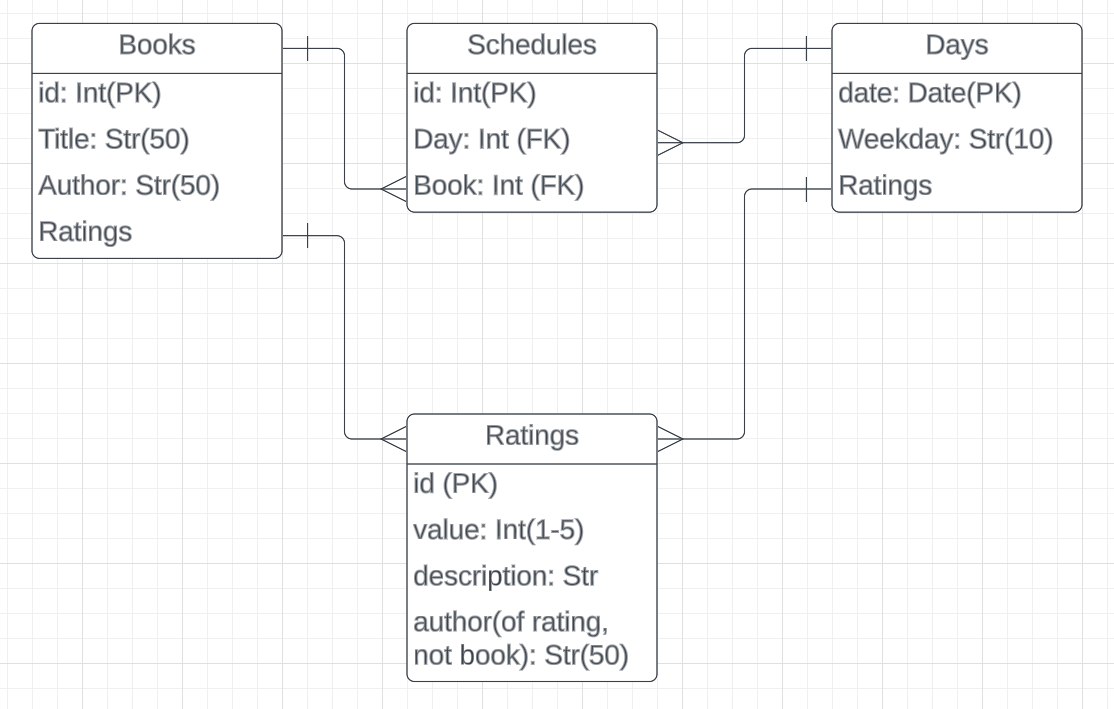 Books
id: Int(PK)
Title: Str(50)
Author: Str(50)
Ratings
Schedules
id: Int(PK)
Day: Int (FK)
Book: Int (FK)
Days
date: Date(PK)
Weekday: Str(10)
Ratings
Ratings
id (PK)
value: Int(1-5)
description: Str
author(of rating,
not book): Str(50)